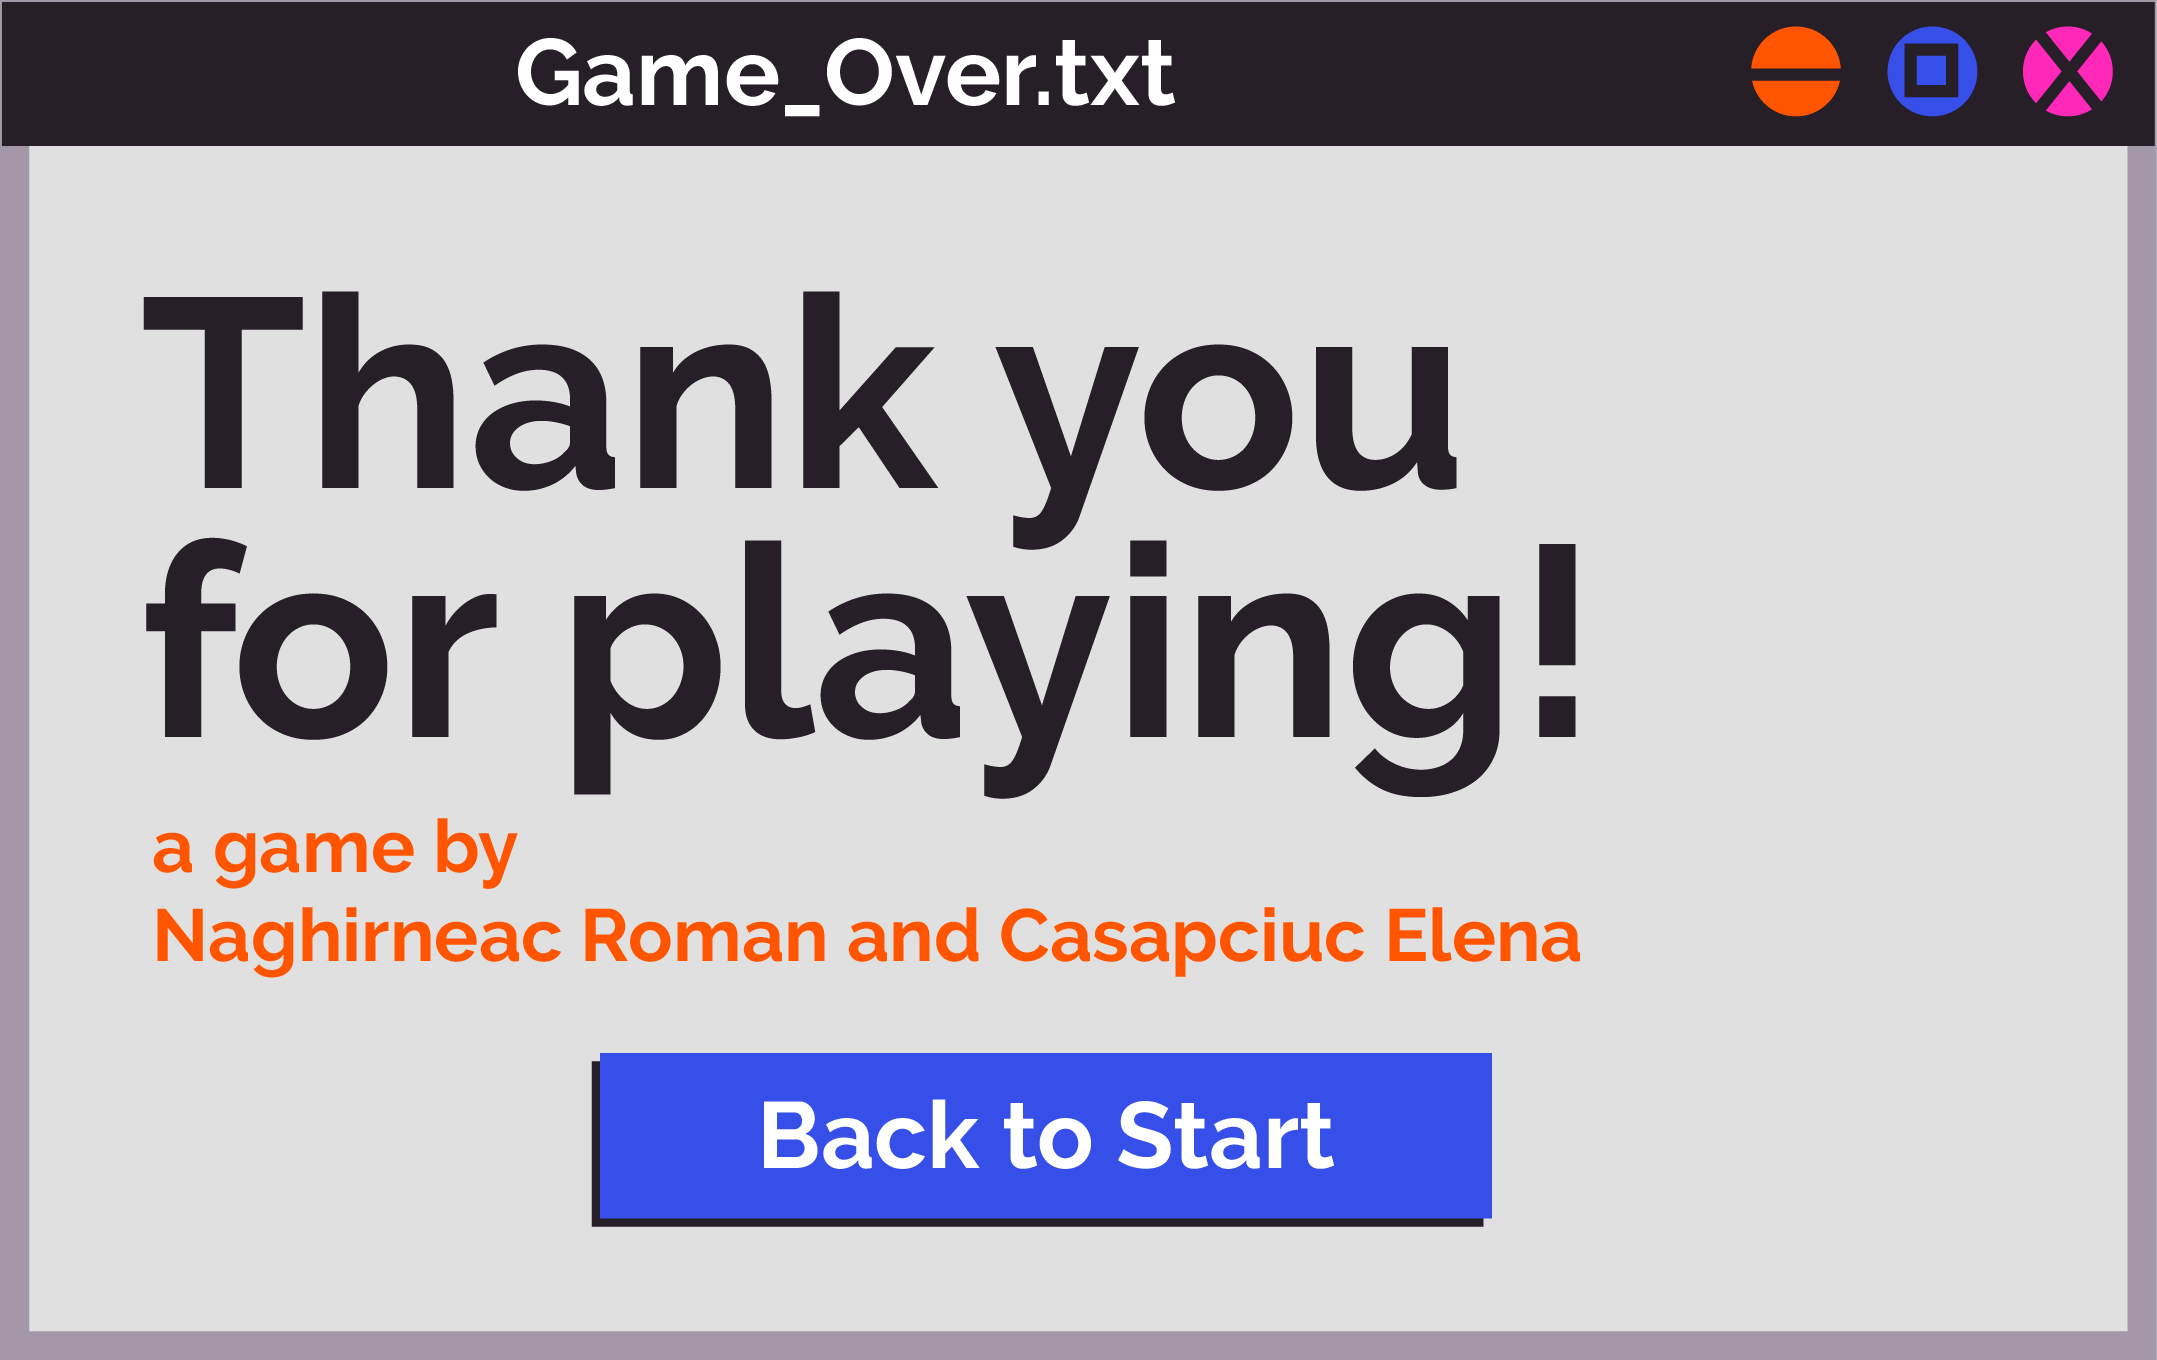 Game_Over.txt
Thank you
for playing!
a game by
Naghirneac Roman and Casapciuc Elena
Back to Start